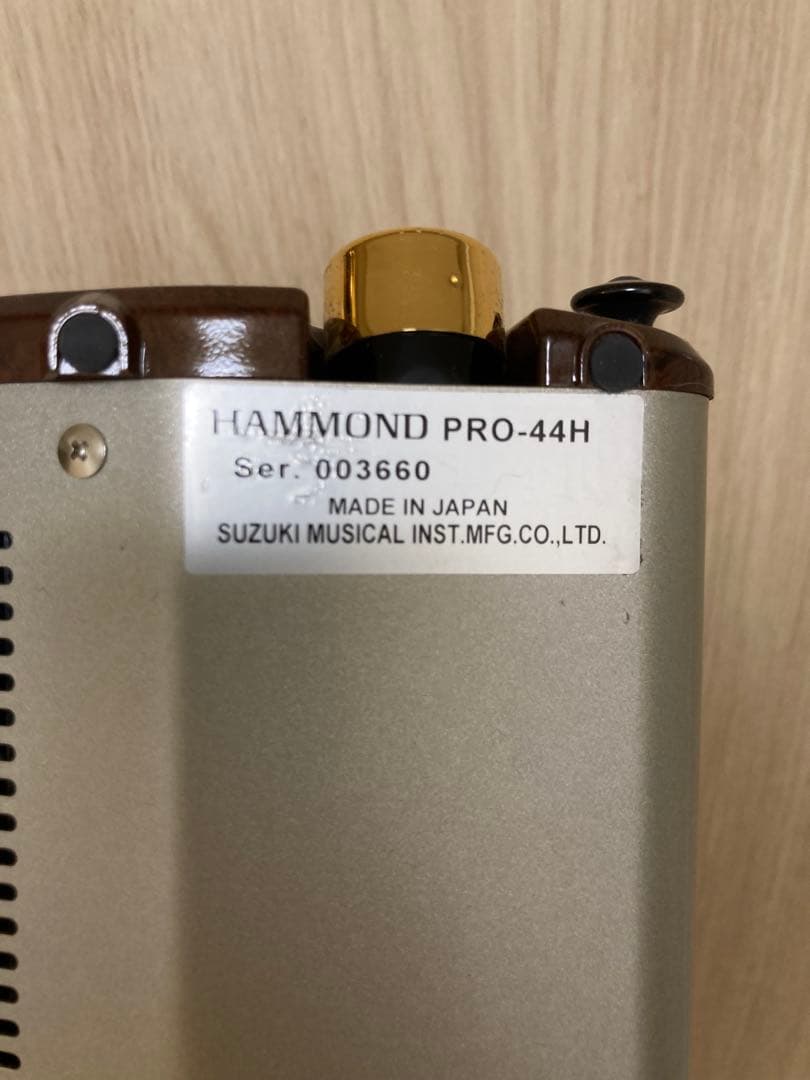 HAMMOND PRO-44H
Ser. 003660
MADE IN JAPAN
SUZUKI MUSICAL INST.MFG.CO.,LTD.